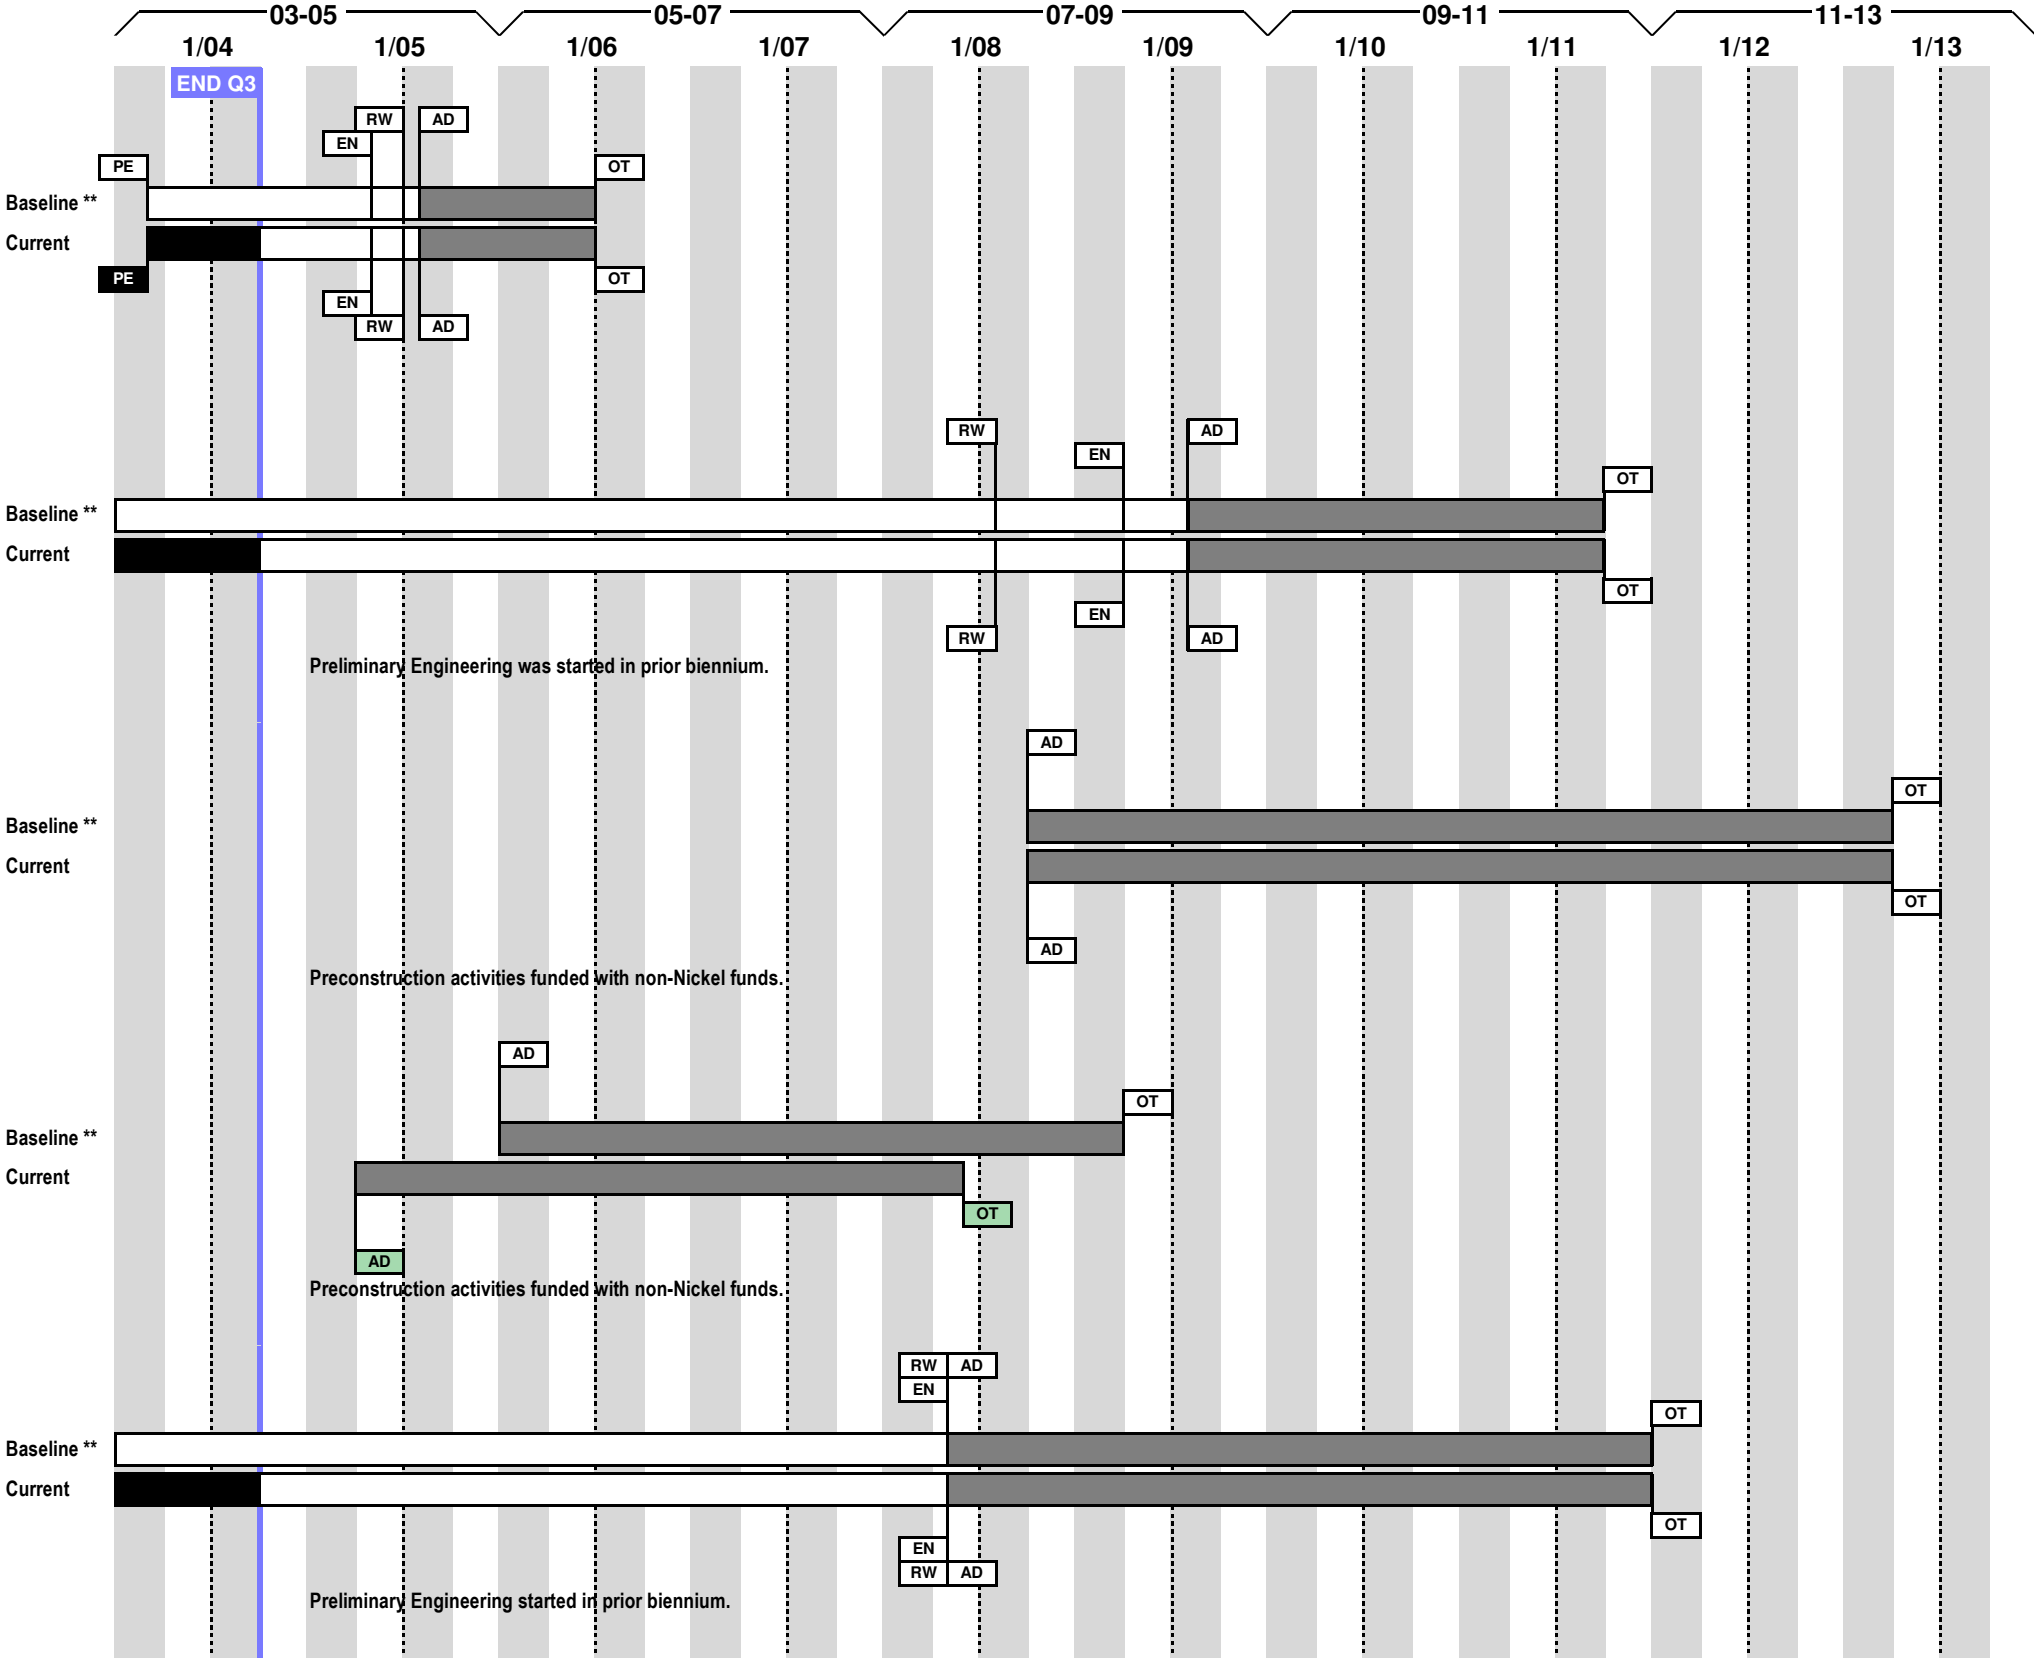 03-05 05-07 07-09 09-11 11-13
1/04 1/05 1/06 1/07 1/08 1/09 1/10 1/11 1/12 1/13
END Q3
RW AD
EN
PE OT
Baseline **
Current
PE OT
EN
RW AD
RW AD
EN
OT
Baseline **
Current
OT
EN
RW AD
Preliminary Engineering was started in prior biennium.
AD
OT
Baseline **
Current
OT
AD
Preconstruction activities funded with non-Nickel funds.
AD
OT
Baseline **
Current
OT
AD
Preconstruction activities funded with non-Nickel funds.
RW AD
EN
OT
Baseline **
Current
OT
EN
RW AD
Preliminary Engineering started in prior biennium.